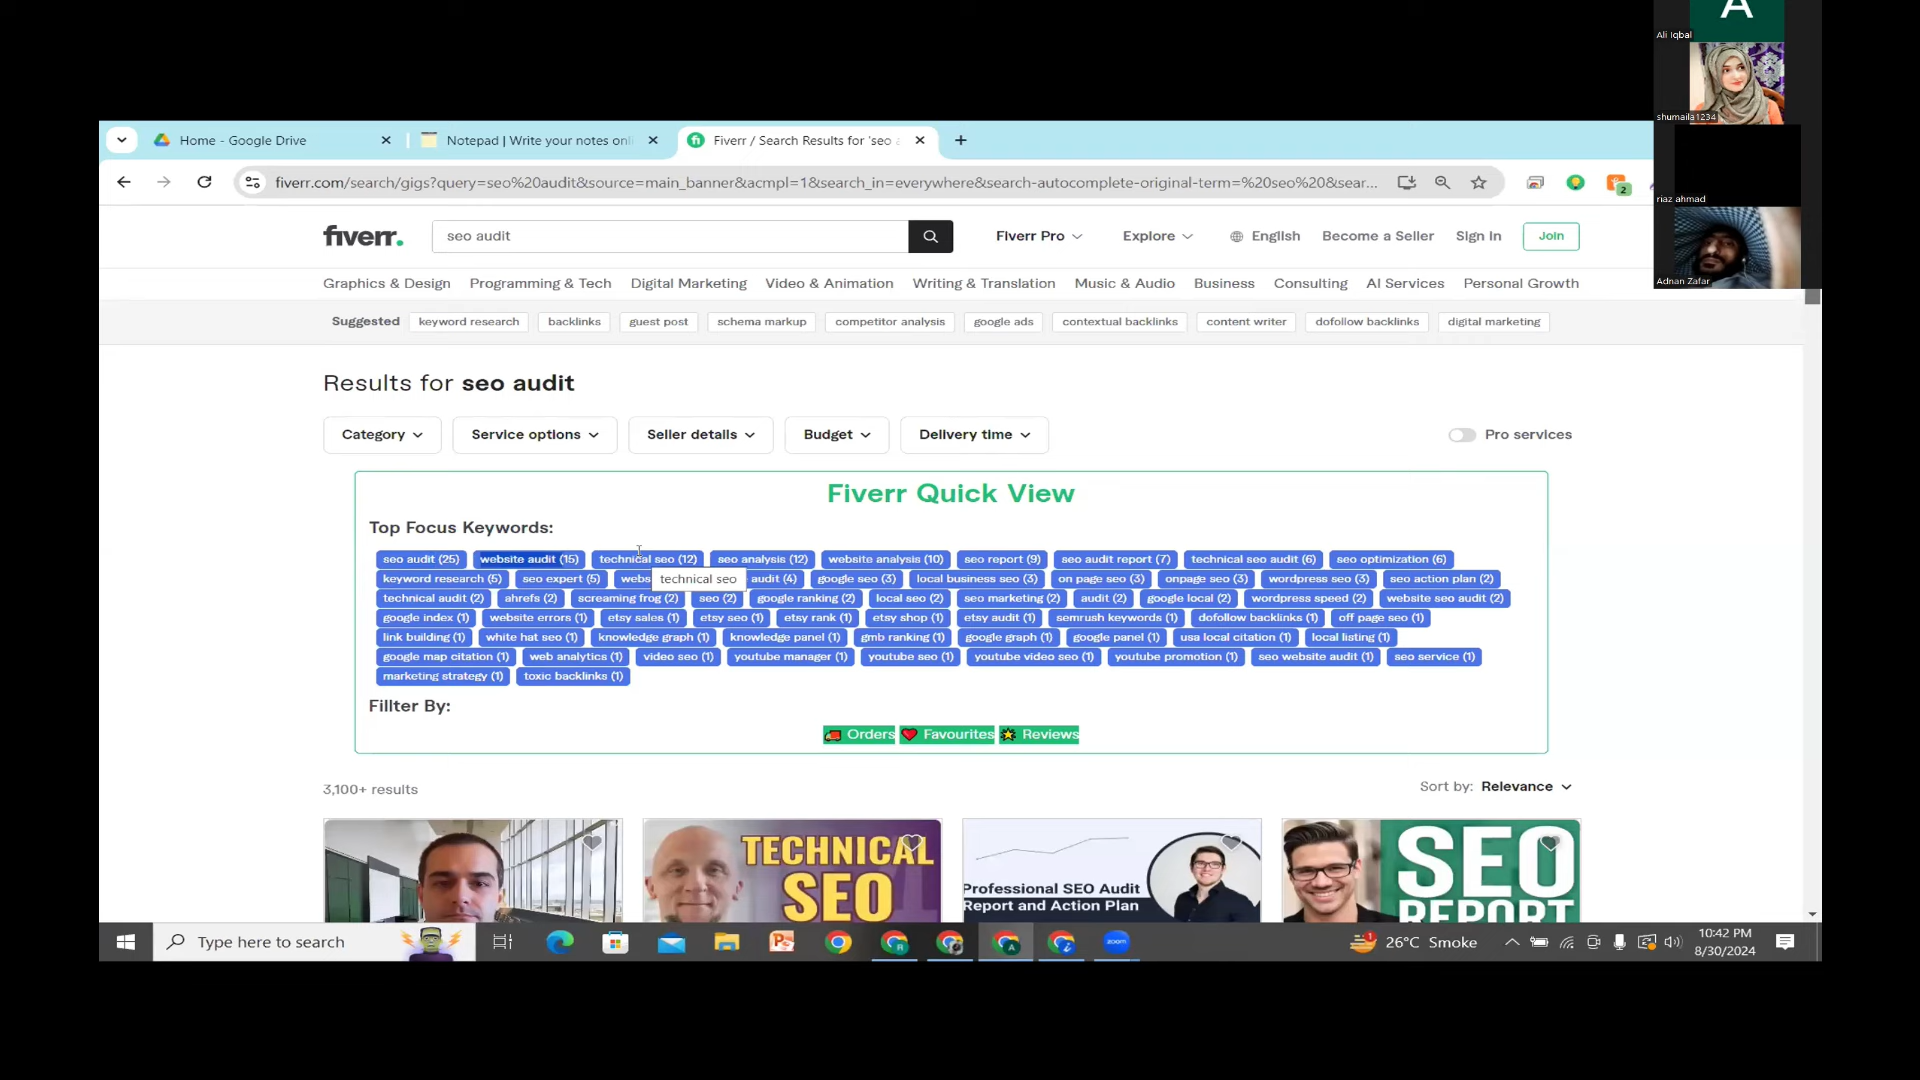 A
Ali Iqbal
shumaila1234
riaz ahmad
Adnan Zafar
Home - Google Drive
Notepad | Write your notes onli
Fiverr / Search Results for 'seo a
fiverr.com/search/gigs?query=seo%20audit&source=main_banner&acmpl=1&search_in=everywhere&search-autocomplete-original-term=%20seo%20&sear...
2
fiverr. seo audit Fiverr Pro Explore English Become a Seller Sign In Join
Graphics & Design Programming & Tech Digital Marketing Video & Animation Writing & Translation Music & Audio Business Consulting AI Services Personal Growth
Suggested keyword research backlinks guest post schema markup competitor analysis google ads contextual backlinks content writer dofollow backlinks digital marketing
Results for seo audit
Category Service options Seller details Budget Delivery time Pro services
Fiverr Quick View
Top Focus Keywords:
seo audit (25) website audit (15) technical seo (12) seo analysis (12) website analysis (10) seo report (9) seo audit report (7) technical seo audit (6) seo optimization (6)
keyword research (5) seo expert (5) webs technical seo audit (4) google seo (3) local business seo (3) on page seo (3) onpage seo (3) wordpress seo (3) seo action plan (2)
technical audit (2) ahrefs (2) screaming frog (2) seo (2) google ranking (2) local seo (2) seo marketing (2) audit (2) google local (2) wordpress speed (2) website seo audit (2)
google index (1) website errors (1) etsy sales (1) etsy seo (1) etsy rank (1) etsy shop (1) etsy audit (1) semrush keywords (1) dofollow backlinks (1) off page seo (1)
link building (1) white hat seo (1) knowledge graph (1) knowledge panel (1) gmb ranking (1) google graph (1) google panel (1) usa local citation (1) local listing (1)
google map citation (1) web analytics (1) video seo (1) youtube manager (1) youtube seo (1) youtube video seo (1) youtube promotion (1) seo website audit (1) seo service (1)
marketing strategy (1) toxic backlinks (1)
Fillter By:
Orders Favourites Reviews
3,100+ results
Sort by: Relevance
TECHNICAL
SEO
Professional SEO Audit
Report and Action Plan
SEO
REPORT
Type here to search
zoom
1
26°C Smoke
10:42 PM
8/30/2024